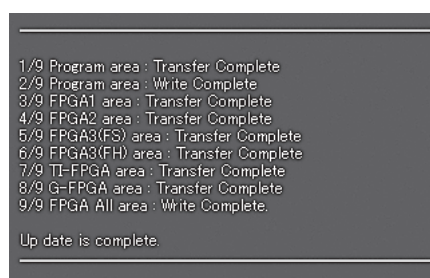 1/9 Program area : Transfer Complete
2/9 Program area : Write Complete
3/9 FPGA1 area : Transfer Complete
4/9 FPGA2 area : Transfer Complete
5/9 FPGA3(FS) area : Transfer Complete
6/9 FPGA3(FH) area : Transfer Complete
7/9 TI-FPGA area : Transfer Complete
8/9 G-FPGA area : Transfer Complete
9/9 FPGA All area : Write Complete.
Up date is complete.